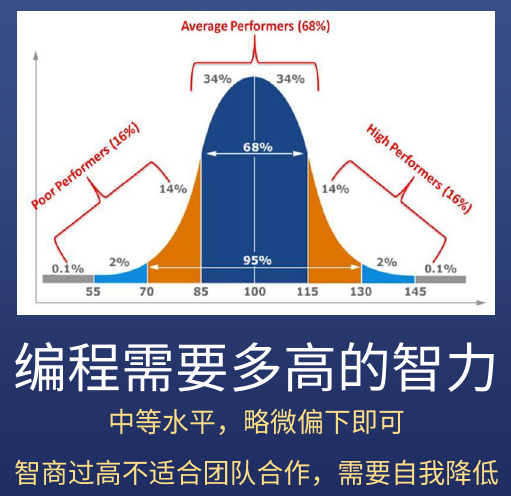 Average Performers (68%)
34% 34%
Poor Performers (16%)
High Performers (16%)
68%
14% 14%
95%
0.1% 2% 2% 0.1%
55 70 85 100 115 130 145
编程需要多高的智力
中等水平，略微偏下即可
智商过高不适合团队合作，需要自我降低